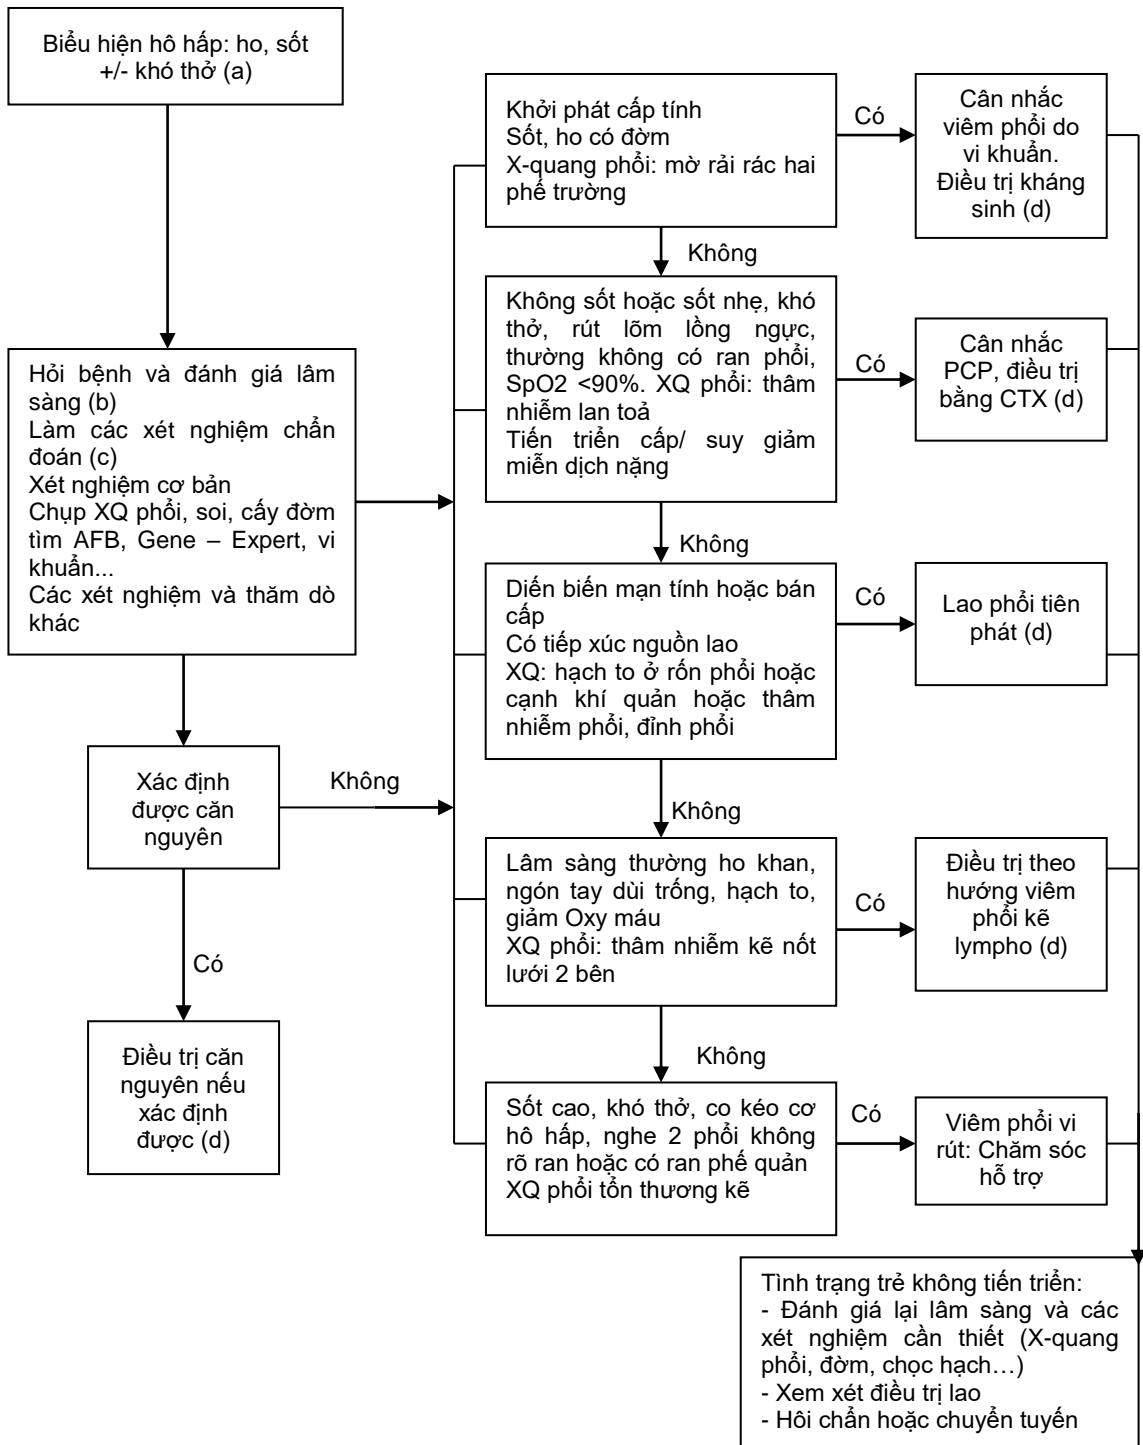 Biểu hiện hô hấp: ho, sốt
+/- khó thở (a)
Hỏi bệnh và đánh giá lâm
sàng (b)
Làm các xét nghiệm chẩn
đoán (c)
Xét nghiệm cơ bản
Chụp XQ phổi, soi, cấy đờm
tìm AFB, Gene – Expert, vi
khuẩn...
Các xét nghiệm và thăm dò
khác
Xác định
được căn
nguyên
Không
Có
Điều trị căn
nguyên nếu
xác định
được (d)
Khởi phát cấp tính
Sốt, ho có đờm
X-quang phổi: mờ rải rác hai
phế trường
Có
Cân nhắc
viêm phổi do
vi khuẩn.
Điều trị kháng
sinh (d)
Không
Không sốt hoặc sốt nhẹ, khó
thở, rút lõm lồng ngực,
thường không có ran phổi,
SpO2 <90%. XQ phổi: thâm
nhiễm lan toả
Tiến triển cấp/ suy giảm
miễn dịch nặng
Có
Cân nhắc
PCP, điều trị
bằng CTX (d)
Không
Diến biến mạn tính hoặc bán
cấp
Có tiếp xúc nguồn lao
XQ: hạch to ở rốn phổi hoặc
cạnh khí quản hoặc thâm
nhiễm phổi, đỉnh phổi
Có
Lao phổi tiên
phát (d)
Không
Lâm sàng thường ho khan,
ngón tay dùi trống, hạch to,
giảm Oxy máu
XQ phổi: thâm nhiễm kẽ nốt
lưới 2 bên
Có
Điều trị theo
hướng viêm
phổi kẽ
lympho (d)
Không
Sốt cao, khó thở, co kéo cơ
hô hấp, nghe 2 phổi không
rõ ran hoặc có ran phế quản
XQ phổi tổn thương kẽ
Có
Viêm phổi vi
rút: Chăm sóc
hỗ trợ
Tình trạng trẻ không tiến triển:
- Đánh giá lại lâm sàng và các
xét nghiệm cần thiết (X-quang
phổi, đờm, chọc hạch…)
- Xem xét điều trị lao
- Hôi chẩn hoặc chuyển tuyến